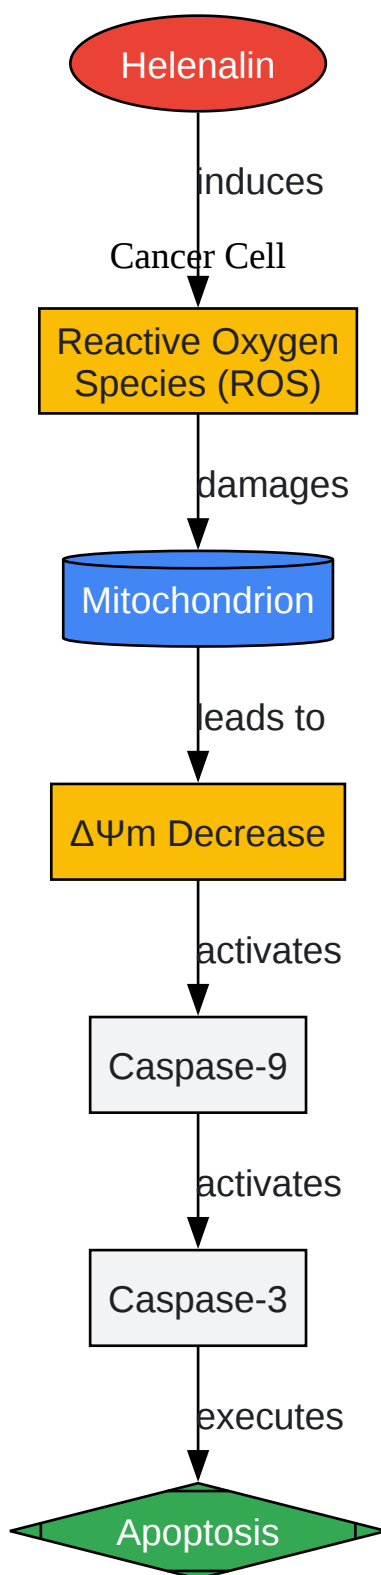 Helenalin
induces
Cancer Cell
Reactive Oxygen
Species (ROS)
damages
Mitochondrion
leads to
ΔΨm Decrease
activates
Caspase-9
activates
Caspase-3
executes
Apoptosis